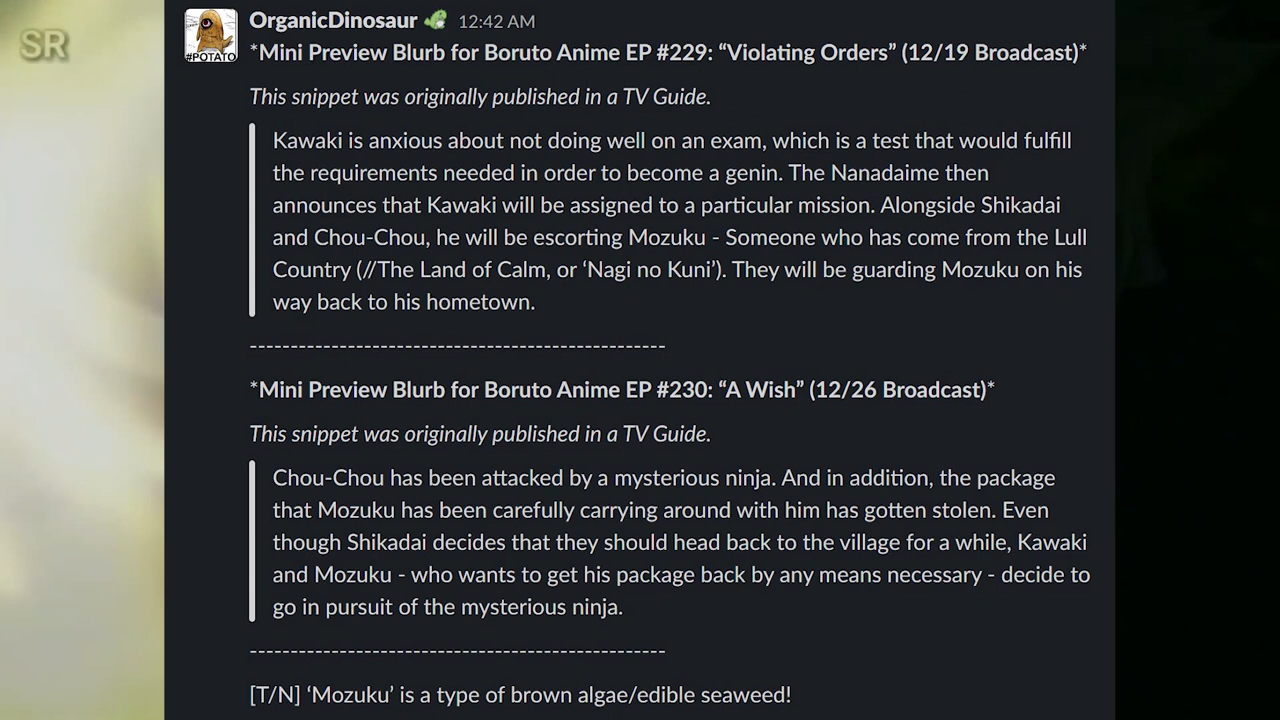 SR
OrganicDinosaur 12:42 AM
#POTATO
*Mini Preview Blurb for Boruto Anime EP #229: “Violating Orders” (12/19 Broadcast)*
This snippet was originally published in a TV Guide.
Kawaki is anxious about not doing well on an exam, which is a test that would fulfill
the requirements needed in order to become a genin. The Nanadaime then
announces that Kawaki will be assigned to a particular mission. Alongside Shikadai
and Chou-Chou, he will be escorting Mozuku - Someone who has come from the Lull
Country (//The Land of Calm, or ‘Nagi no Kuni’). They will be guarding Mozuku on his
way back to his hometown.
---------------------------------------------------
*Mini Preview Blurb for Boruto Anime EP #230: “A Wish” (12/26 Broadcast)*
This snippet was originally published in a TV Guide.
Chou-Chou has been attacked by a mysterious ninja. And in addition, the package
that Mozuku has been carefully carrying around with him has gotten stolen. Even
though Shikadai decides that they should head back to the village for a while, Kawaki
and Mozuku - who wants to get his package back by any means necessary - decide to
go in pursuit of the mysterious ninja.
---------------------------------------------------
[T/N] ‘Mozuku’ is a type of brown algae/edible seaweed!